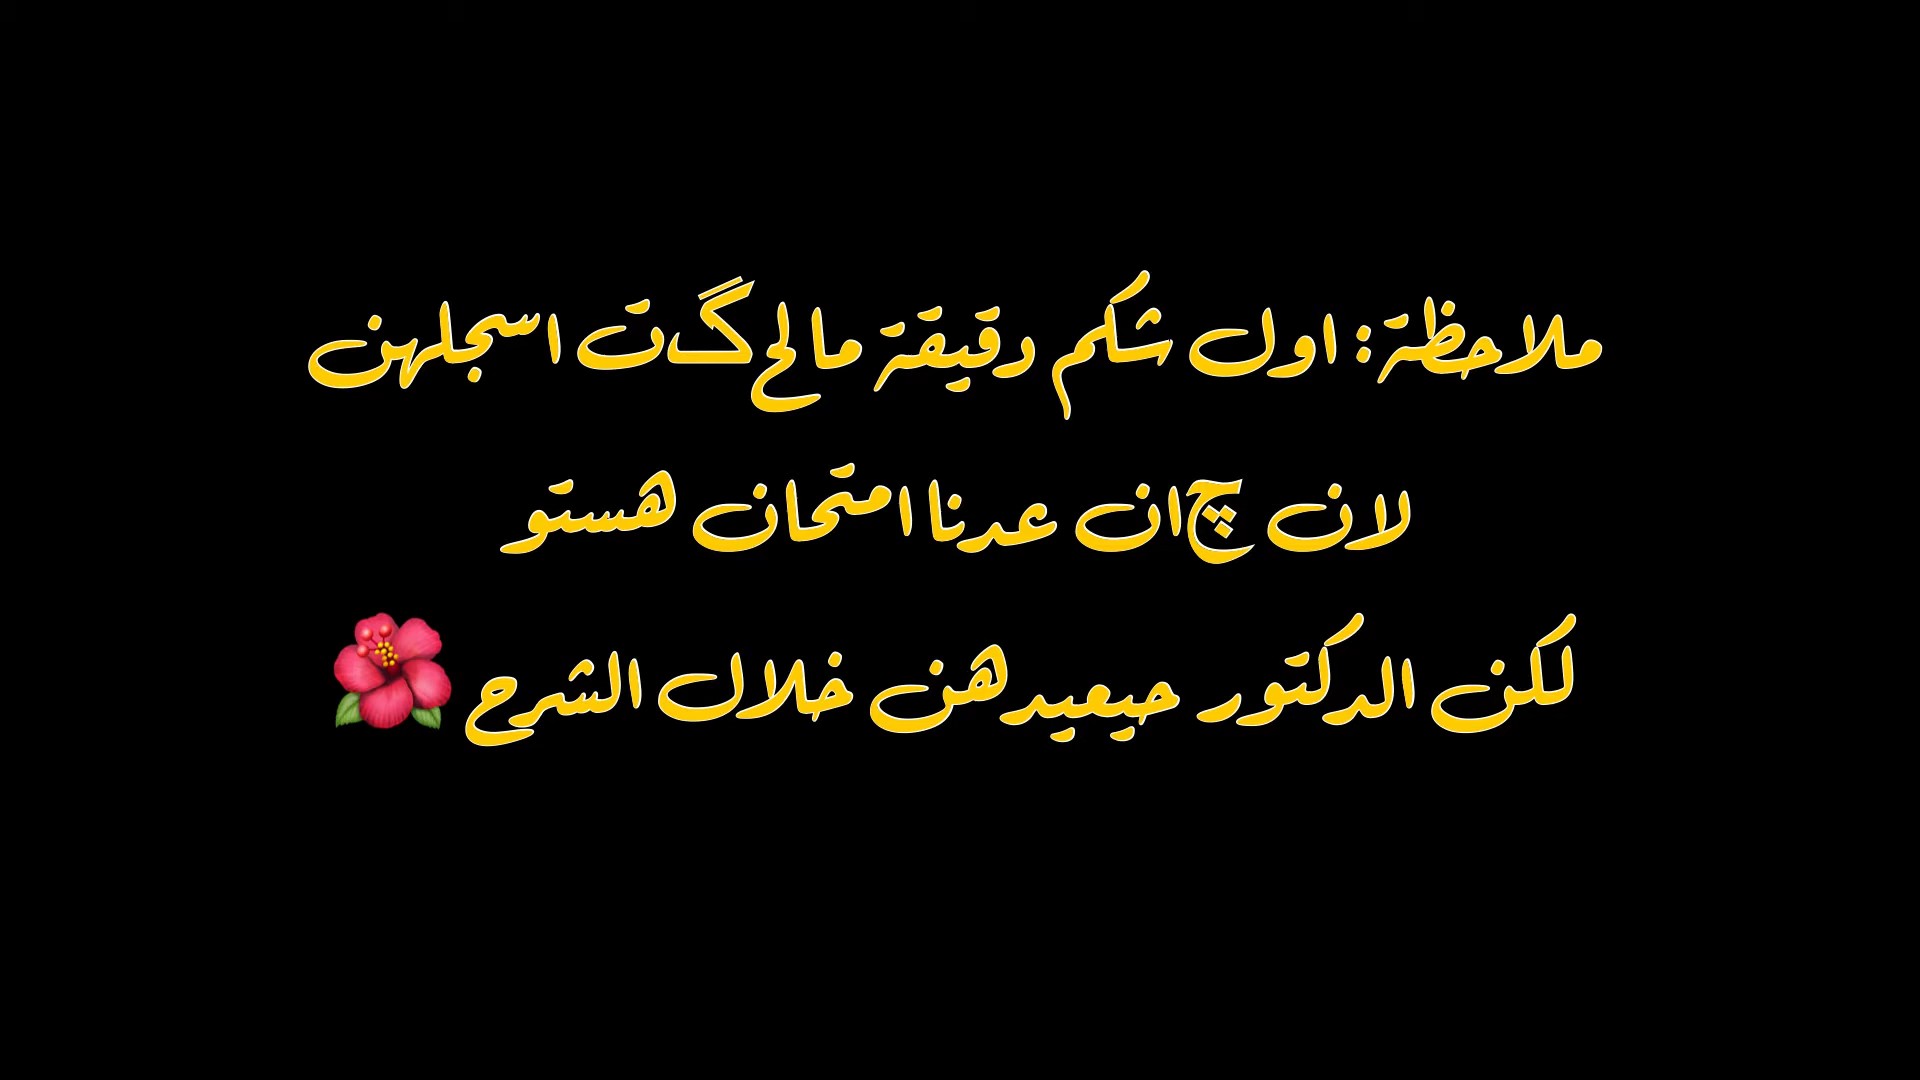 ملاحظة: اول شكم دقيقة مالحگت اسجلهن
لان چان عدنا امتحان هستو
لكن الدكتور حيعيدهن خلال الشرح 🌺